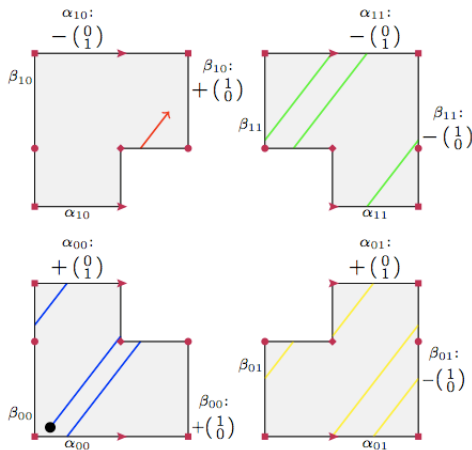 α₁₀:
−(0
1)
β₁₀
β₁₀:
+(1
0)
α₁₀
α₁₁:
−(0
1)
β₁₁
β₁₁:
−(1
0)
α₁₁
α₀₀:
+(0
1)
β₀₀
β₀₀:
+(1
0)
α₀₀
α₀₁:
+(0
1)
β₀₁
β₀₁:
−(1
0)
α₀₁